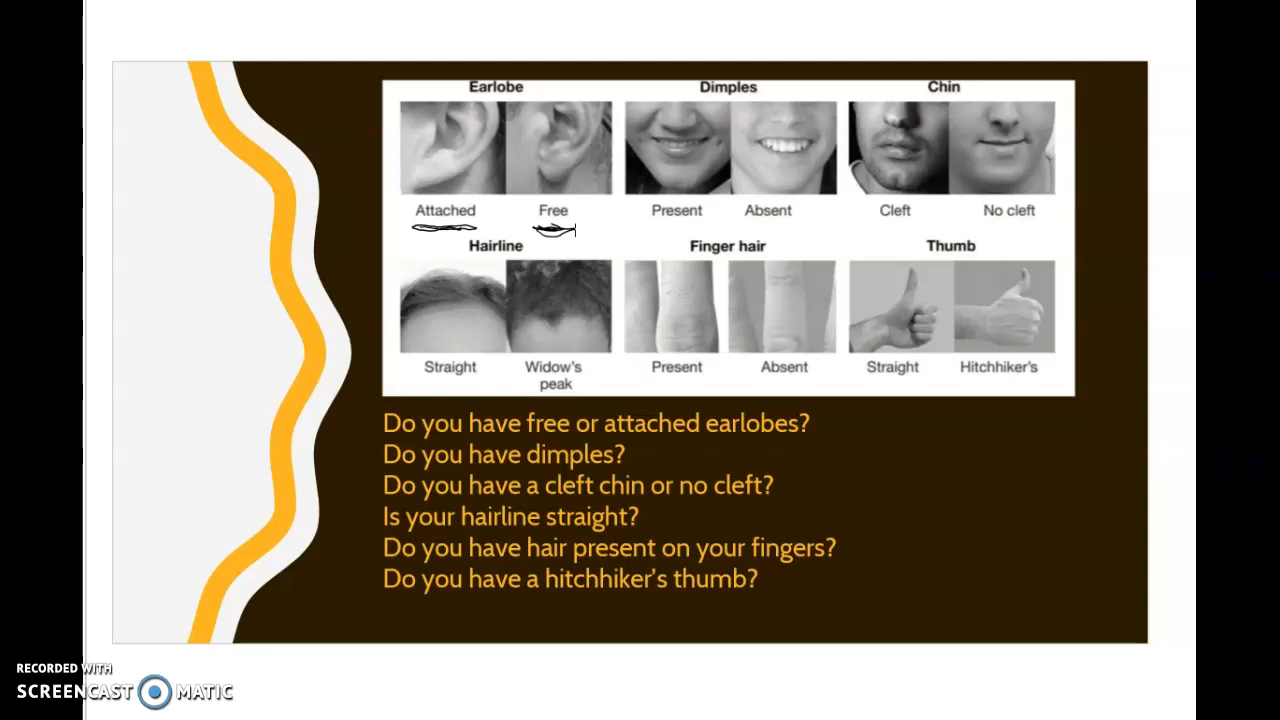 Earlobe Dimples Chin
Attached Free Present Absent Cleft No cleft
Hairline Finger hair Thumb
Straight Widow's peak Present Absent Straight Hitchhiker's
Do you have free or attached earlobes?
Do you have dimples?
Do you have a cleft chin or no cleft?
Is your hairline straight?
Do you have hair present on your fingers?
Do you have a hitchhiker's thumb?
RECORDED WITH
SCREENCAST MATIC